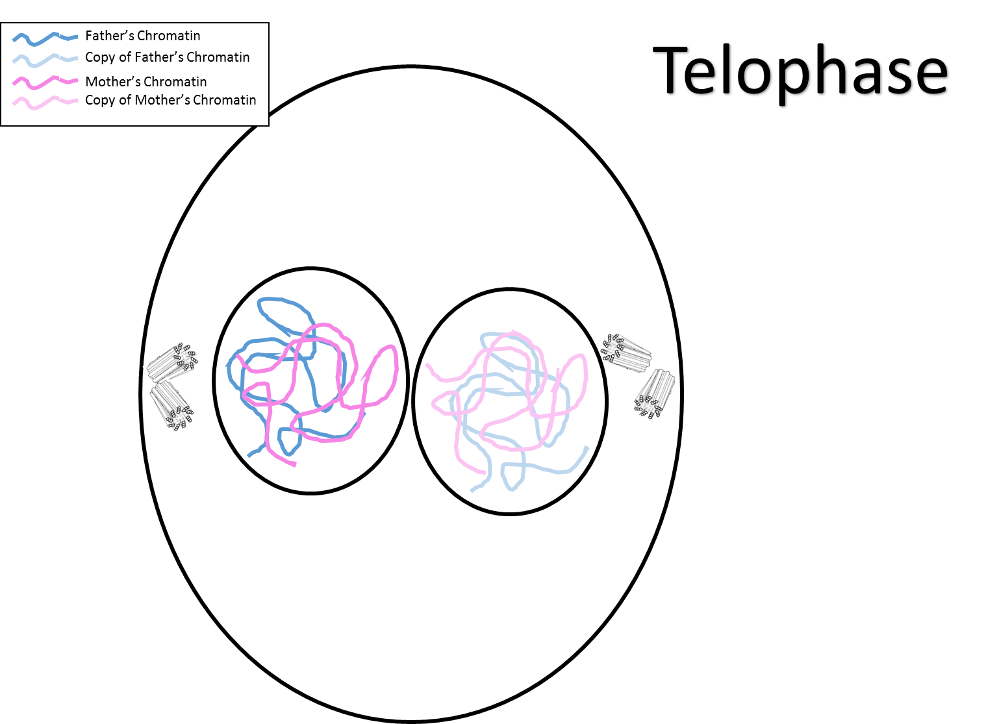 Father’s Chromatin
Copy of Father’s Chromatin
Mother’s Chromatin
Copy of Mother’s Chromatin
Telophase